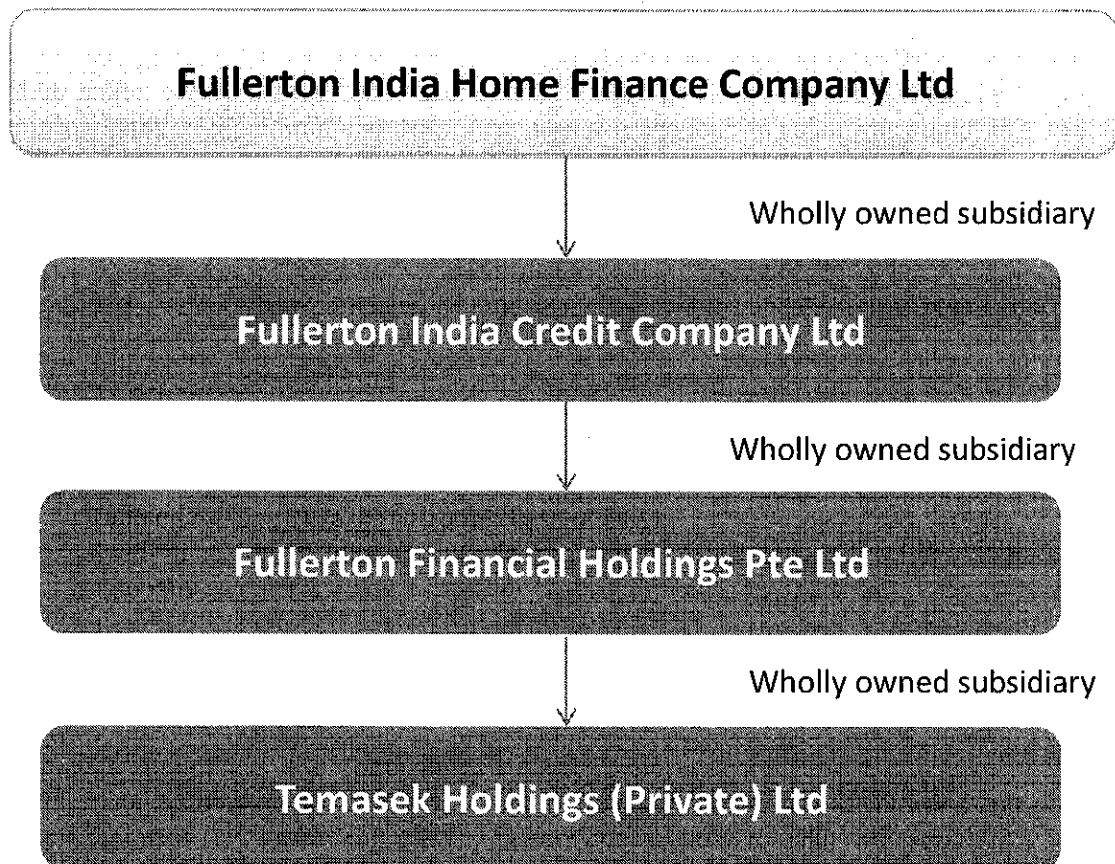 Fullerton India Home Finance Company Ltd
Wholly owned subsidiary
Fullerton India Credit Company Ltd
Wholly owned subsidiary
Fullerton Financial Holdings Pte Ltd
Wholly owned subsidiary
Temasek Holdings (Private) Ltd